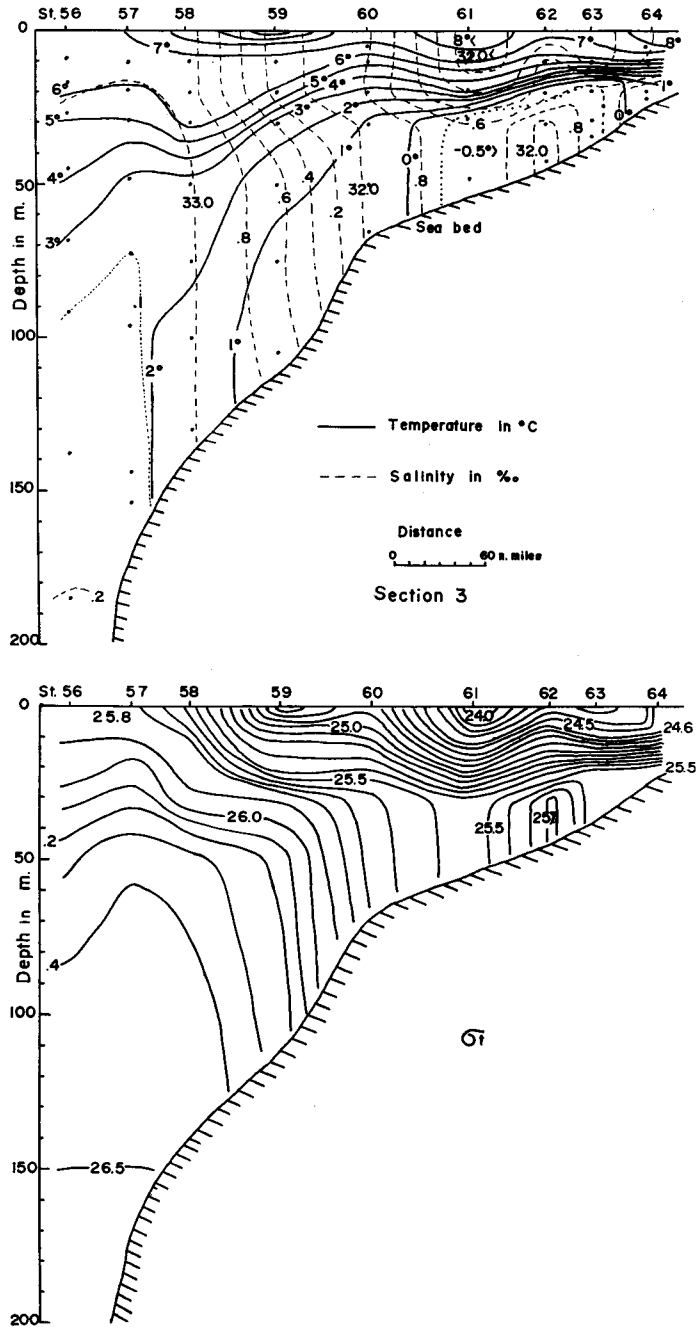 St. 56 57 58 59 60 61 62 63 64
0
7° 8° 7° 8°
32.0
6°
6° 5° 4° 1°
5° 3° 2° 0°
.6 .8
4° 1° 0° -0.5° 32.0
.4
50 33.0 .6 .2 32.0 .8
3° .8 Sea bed
Depth in m.
100 1°
2°
Temperature in °C
150 Salinity in ‰
Distance
0 60 n. miles
.2 Section 3
200
St. 56 57 58 59 60 61 62 63 64
0 25.8 25.0 24.0 24.5 24.6
25.5 25.5
26.0 25.5
.2
50
Depth in m.
.4
100 σt
150 26.5
200